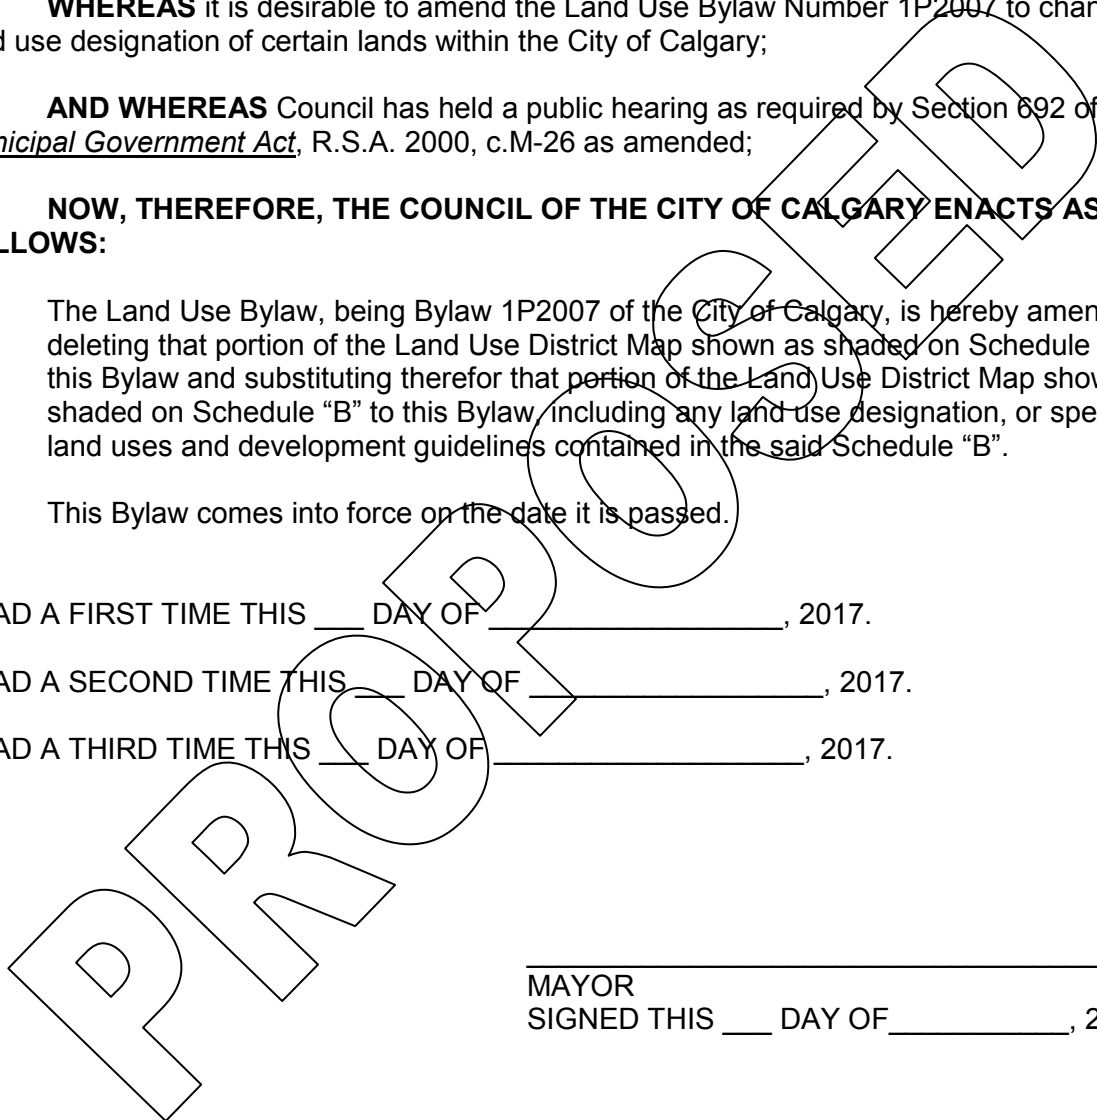 WHEREAS it is desirable to amend the Land Use Bylaw Number 1P2007 to chan
d use designation of certain lands within the City of Calgary;
AND WHEREAS Council has held a public hearing as required by Section 692 of
nicipal Government Act, R.S.A. 2000, c.M-26 as amended;
NOW, THEREFORE, THE COUNCIL OF THE CITY OF CALGARY ENACTS AS
LLOWS:
The Land Use Bylaw, being Bylaw 1P2007 of the City of Calgary, is hereby amen
deleting that portion of the Land Use District Map shown as shaded on Schedule
this Bylaw and substituting therefor that portion of the Land Use District Map show
shaded on Schedule “B” to this Bylaw, including any land use designation, or spe
land uses and development guidelines contained in the said Schedule “B”.
This Bylaw comes into force on the date it is passed.
AD A FIRST TIME THIS ___ DAY OF __________________, 2017.
AD A SECOND TIME THIS ___ DAY OF __________________, 2017.
AD A THIRD TIME THIS ___ DAY OF ___________________, 2017.
PROPOSED
MAYOR
SIGNED THIS ___ DAY OF___________, 2